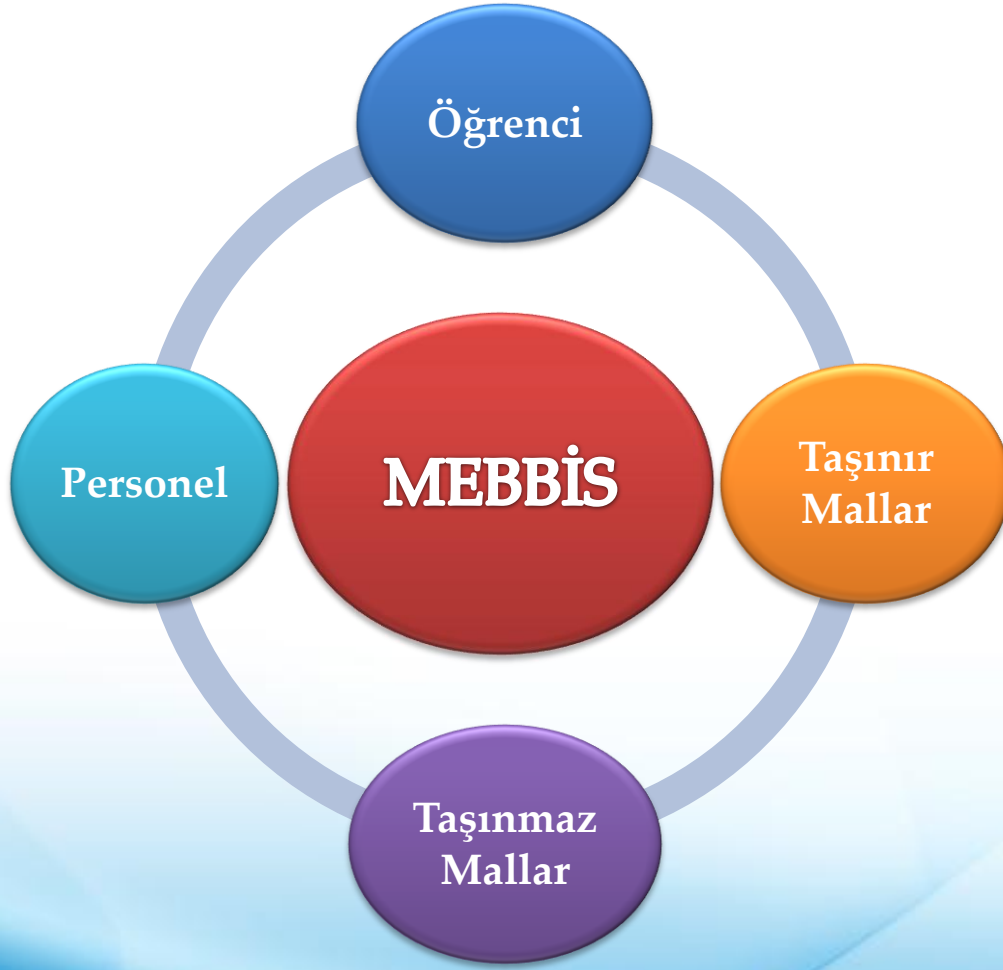 Öğrenci
Personel
MEBBİS
Taşınır
Mallar
Taşınmaz
Mallar